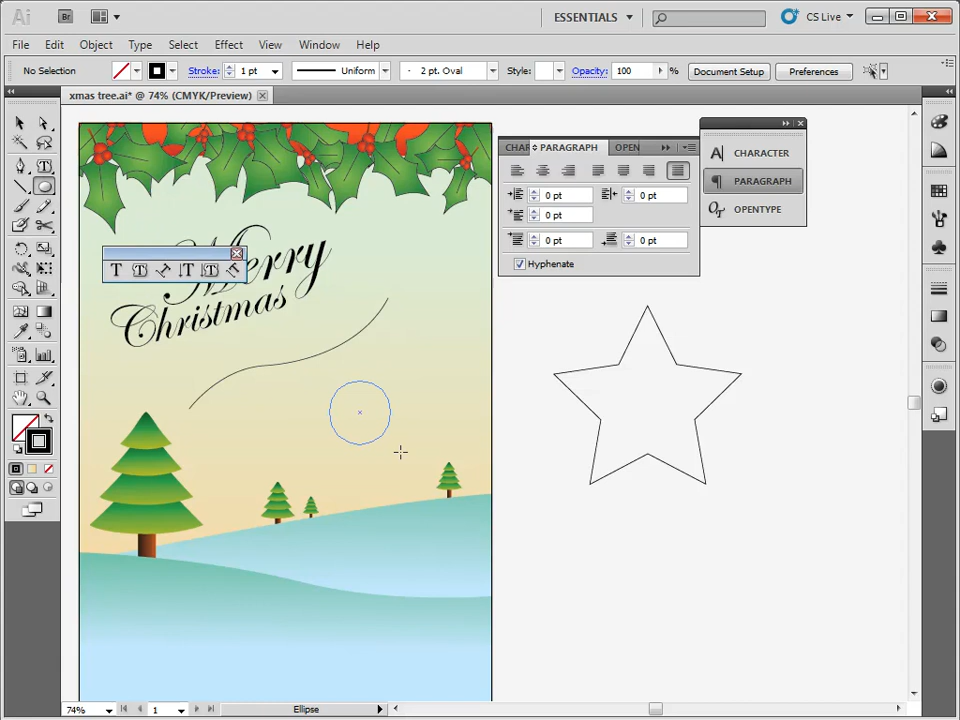 Ai Br ESSENTIALS CS Live
File Edit Object Type Select Effect View Window Help
No Selection Stroke: 1 pt Uniform 2 pt. Oval Style: Opacity: 100 % Document Setup Preferences
xmas tree.ai* @ 74% (CMYK/Preview)
CHAR PARAGRAPH OPEN
CHARACTER
PARAGRAPH
OPENTYPE
0 pt 0 pt
0 pt
0 pt 0 pt
Hyphenate
Merry
Christmas
74% 1 Ellipse